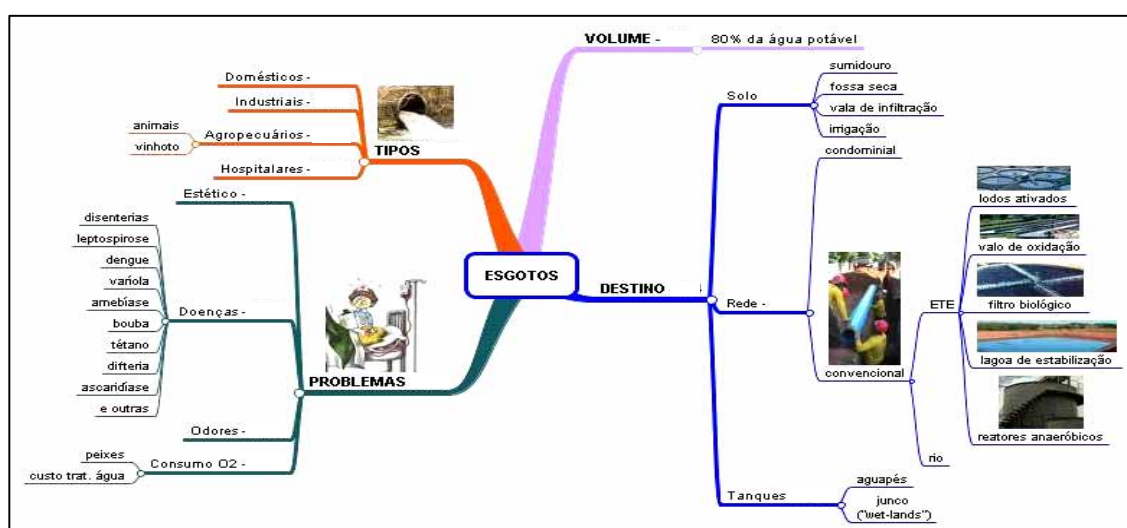 ESGOTOS
VOLUME -
80% da água potável
TIPOS
Domésticos -
Industriais -
Agropecuários -
animais
vinhoto
Hospitalares -
PROBLEMAS
Estético -
Doenças -
disenterias
leptospirose
dengue
varíola
amebíase
bouba
tétano
difteria
ascaridíase
e outras
Odores -
Consumo O2 -
peixes
custo trat. água
DESTINO
Solo
sumidouro
fossa seca
vala de infiltração
irrigação
Rede -
condominial
convencional
ETE
lodos ativados
valo de oxidação
filtro biológico
lagoa de estabilização
reatores anaeróbicos
rio
Tanques
aguapés
junco
("wet-lands")